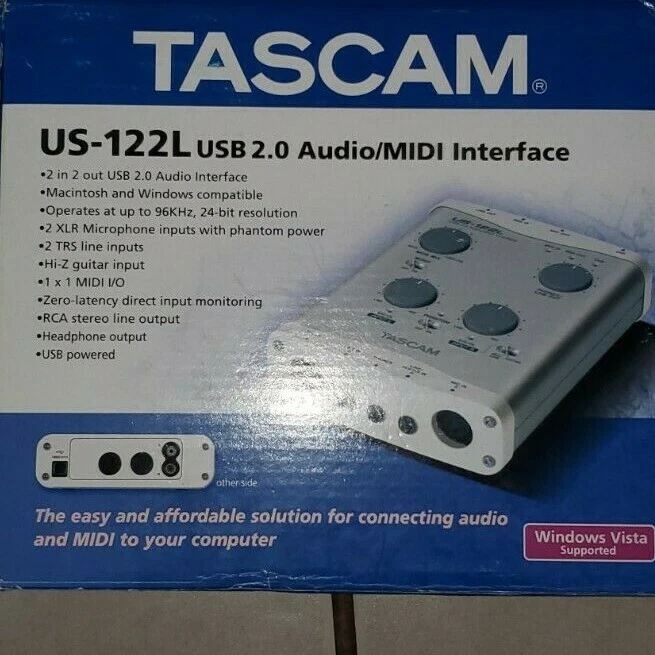 TASCAM®
US-122L USB 2.0 Audio/MIDI Interface
•2 in 2 out USB 2.0 Audio Interface
•Macintosh and Windows compatible
•Operates at up to 96KHz, 24-bit resolution
•2 XLR Microphone inputs with phantom power
•2 TRS line inputs
•Hi-Z guitar input
•1 x 1 MIDI I/O
•Zero-latency direct input monitoring
•RCA stereo line output
•Headphone output
•USB powered
US-122L
TASCAM
other side
The easy and affordable solution for connecting audio
and MIDI to your computer
Windows Vista
Supported